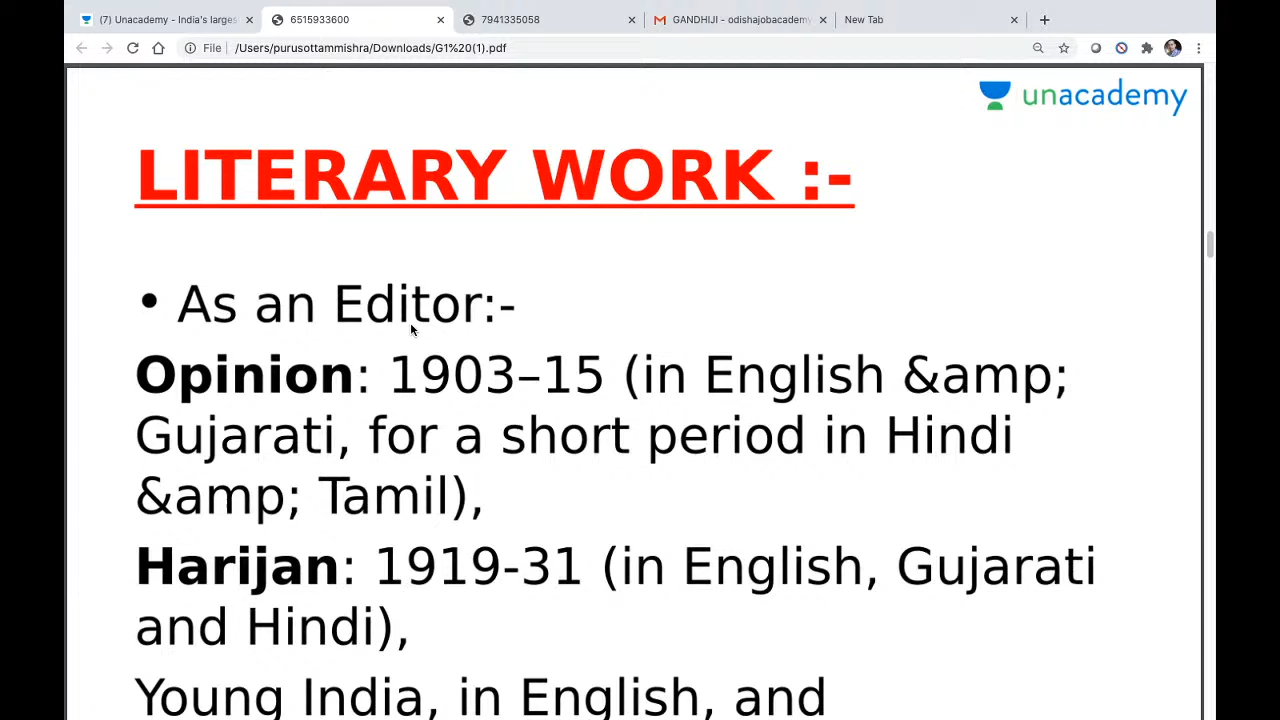 (7) Unacademy - India's larges
6515933600
7941335058
GANDHIJI - odishajobacademy
New Tab
File
/Users/purusottammishra/Downloads/G1%20(1).pdf
unacademy
LITERARY WORK :-
• As an Editor:-
Opinion: 1903–15 (in English &amp;
Gujarati, for a short period in Hindi
&amp; Tamil),
Harijan: 1919-31 (in English, Gujarati
and Hindi),
Young India, in English, and